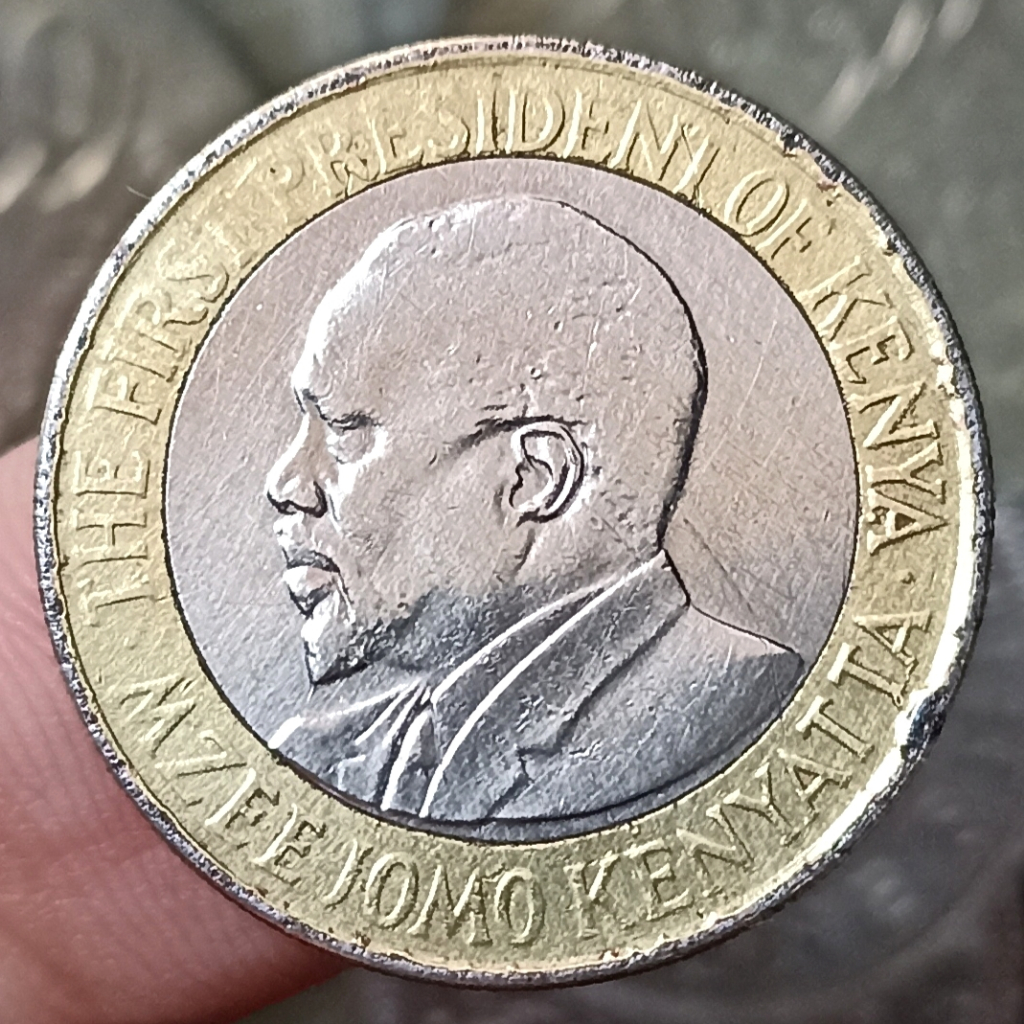 THE FIRST PRESIDENT OF KENYA ·
MZEE JOMO KENYATTA